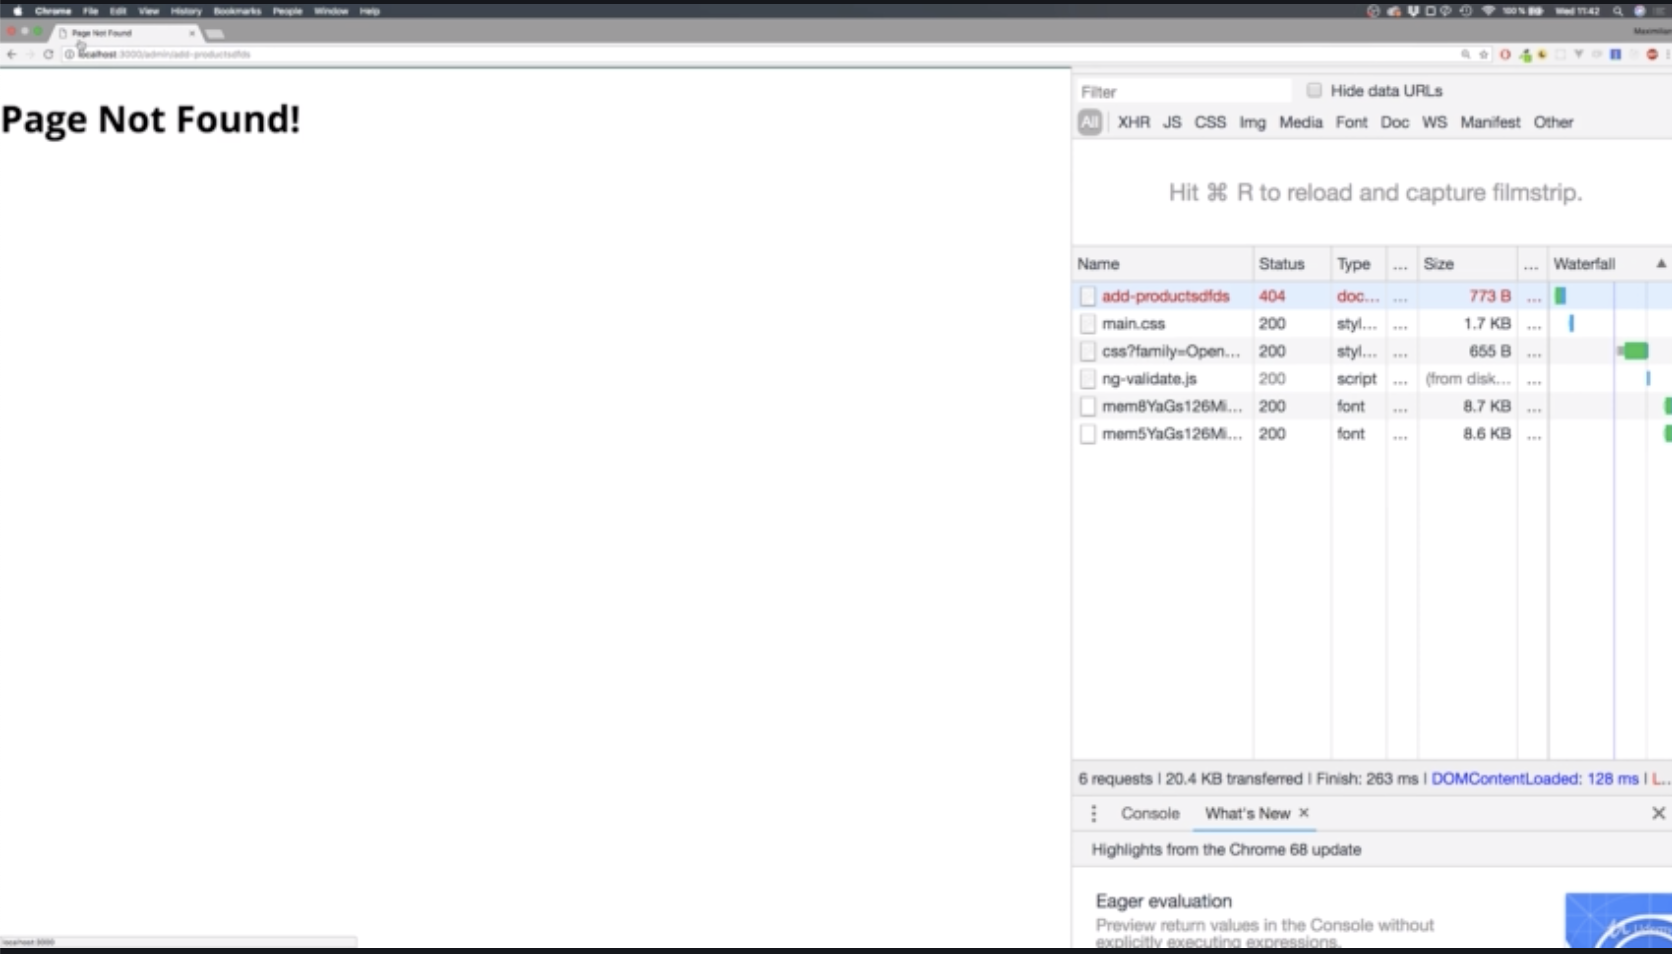 Chrome File Edit View History Bookmarks People Window Help
100% Wed 11:42
Page Not Found
localhost:3000/admin/add-productsdfds
Page Not Found!
Filter
Hide data URLs
All XHR JS CSS Img Media Font Doc WS Manifest Other
Hit ⌘ R to reload and capture filmstrip.
Name Status Type ... Size ... Waterfall ▲
add-productsdfds 404 doc... ... 773 B ...
main.css 200 styl... ... 1.7 KB ...
css?family=Open... 200 styl... ... 655 B ...
ng-validate.js 200 script ... (from disk... ...
mem8YaGs126Mi... 200 font ... 8.7 KB ...
mem5YaGs126Mi... 200 font ... 8.6 KB ...
6 requests | 20.4 KB transferred | Finish: 263 ms | DOMContentLoaded: 128 ms | L...
Console What's New ×
Highlights from the Chrome 68 update
Eager evaluation
Preview return values in the Console without
explicitly executing expressions.
localhost:3000